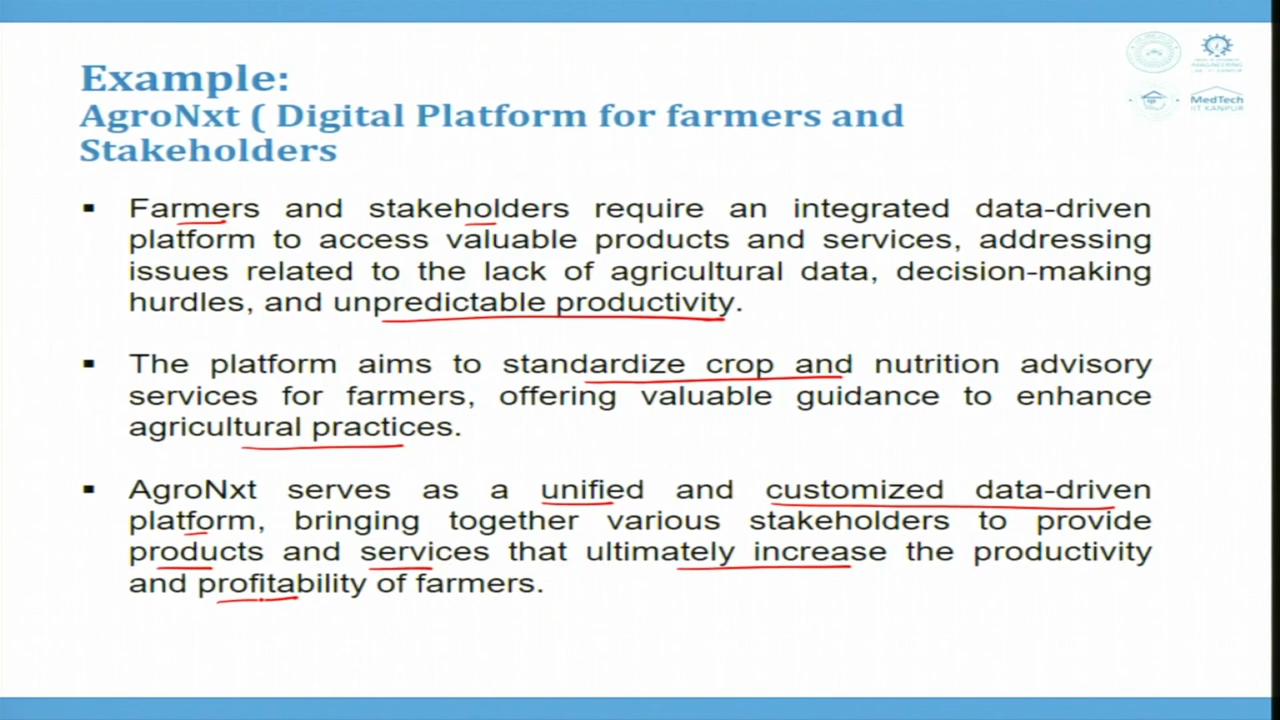 Example:
AgroNxt ( Digital Platform for farmers and
Stakeholders
▪ Farmers and stakeholders require an integrated data-driven
platform to access valuable products and services, addressing
issues related to the lack of agricultural data, decision-making
hurdles, and unpredictable productivity.
▪ The platform aims to standardize crop and nutrition advisory
services for farmers, offering valuable guidance to enhance
agricultural practices.
▪ AgroNxt serves as a unified and customized data-driven
platform, bringing together various stakeholders to provide
products and services that ultimately increase the productivity
and profitability of farmers.
MedTech
IIT KANPUR